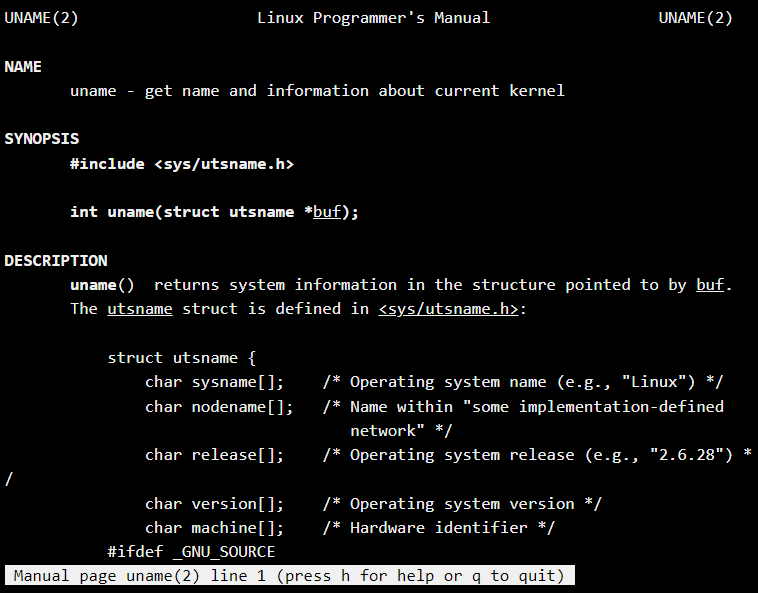 UNAME(2)                   Linux Programmer's Manual                  UNAME(2)
NAME
       uname - get name and information about current kernel
SYNOPSIS
       #include <sys/utsname.h>
       int uname(struct utsname *buf);
DESCRIPTION
       uname()  returns system information in the structure pointed to by buf.
       The utsname struct is defined in <sys/utsname.h>:
           struct utsname {
               char sysname[];    /* Operating system name (e.g., "Linux") */
               char nodename[];   /* Name within "some implementation-defined
                                     network" */
               char release[];    /* Operating system release (e.g., "2.6.28") *
/
               char version[];    /* Operating system version */
               char machine[];    /* Hardware identifier */
           #ifdef _GNU_SOURCE
 Manual page uname(2) line 1 (press h for help or q to quit)